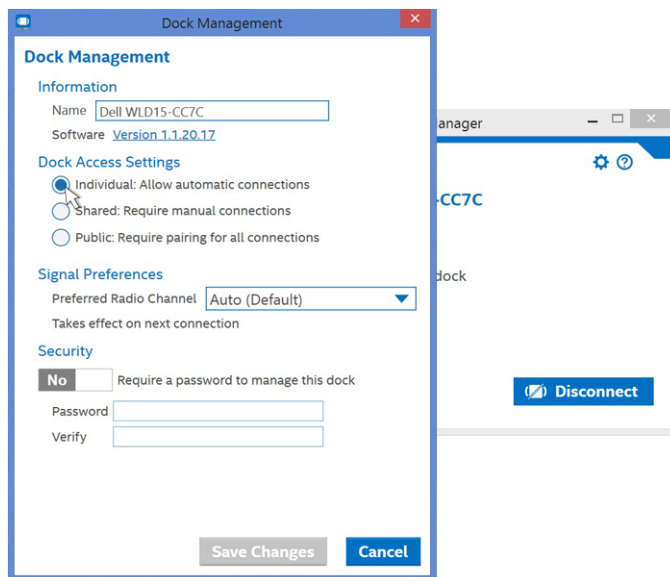 Dock Management
Dock Management
Information
Name Dell WLD15-CC7C
Software Version 1.1.20.17
Dock Access Settings
Individual: Allow automatic connections
Shared: Require manual connections
Public: Require pairing for all connections
Signal Preferences
Preferred Radio Channel Auto (Default)
Takes effect on next connection
Security
No Require a password to manage this dock
Password
Verify
Save Changes Cancel
anager
-CC7C
dock
Disconnect